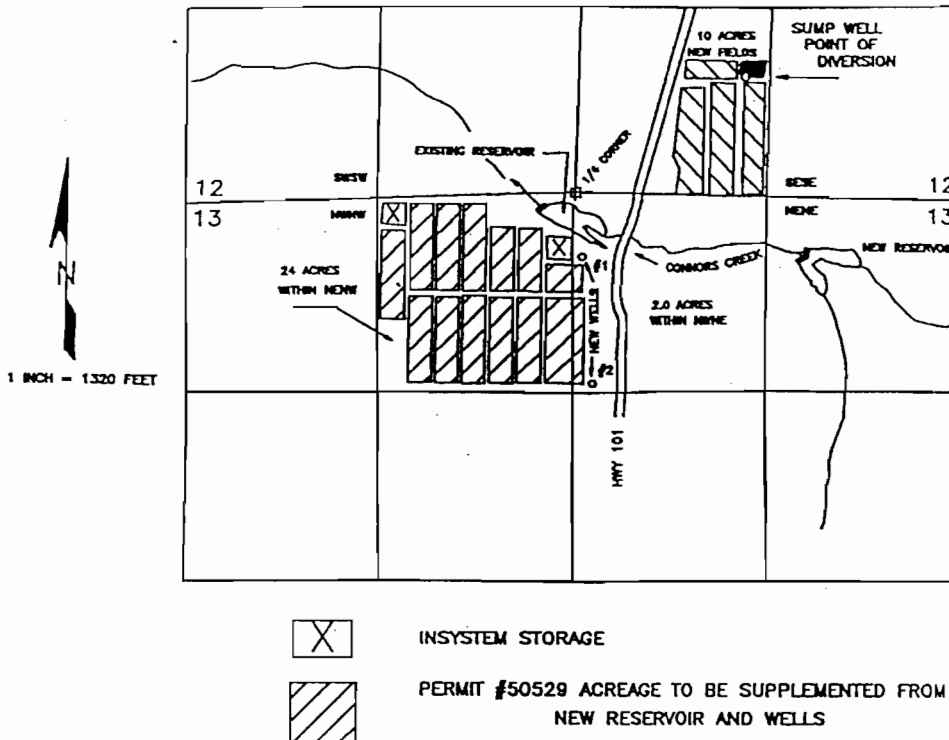 10 ACRES
NEW FIELDS
SUMP WELL
POINT OF
DIVERSION
EXISTING RESERVOIR
1/4 CORNER
12
SWSW
SESE
12
13
NWNW
NENE
13
NEW RESERVOIR
#1
CONNORS CREEK
24 ACRES
WITHIN NENW
NEW WELLS
2.0 ACRES
WITHIN NWNE
#2
N
1 INCH = 1320 FEET
HWY 101
X
X
X
INSYSTEM STORAGE
PERMIT #50529 ACREAGE TO BE SUPPLEMENTED FROM
NEW RESERVOIR AND WELLS